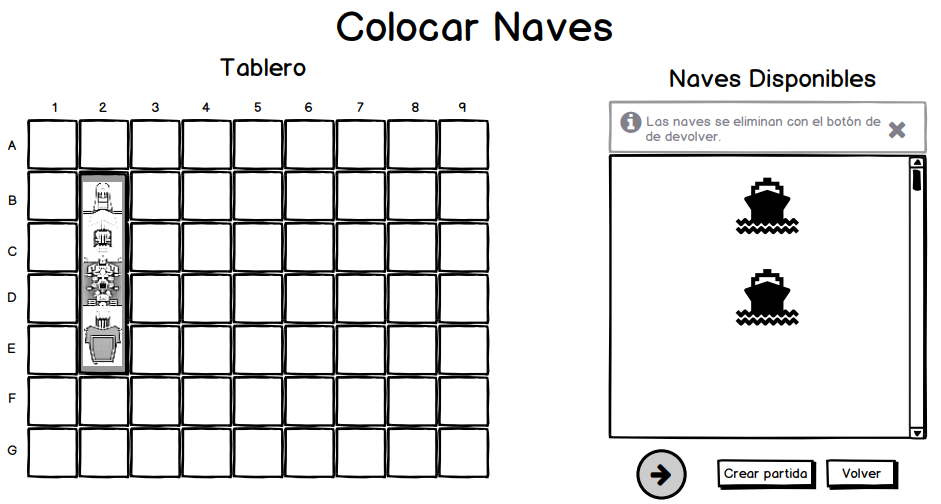 Colocar Naves
Tablero
1 2 3 4 5 6 7 8 9
A
B
C
D
E
F
G
Naves Disponibles
Las naves se eliminan con el botón de
de devolver.
Crear partida
Volver